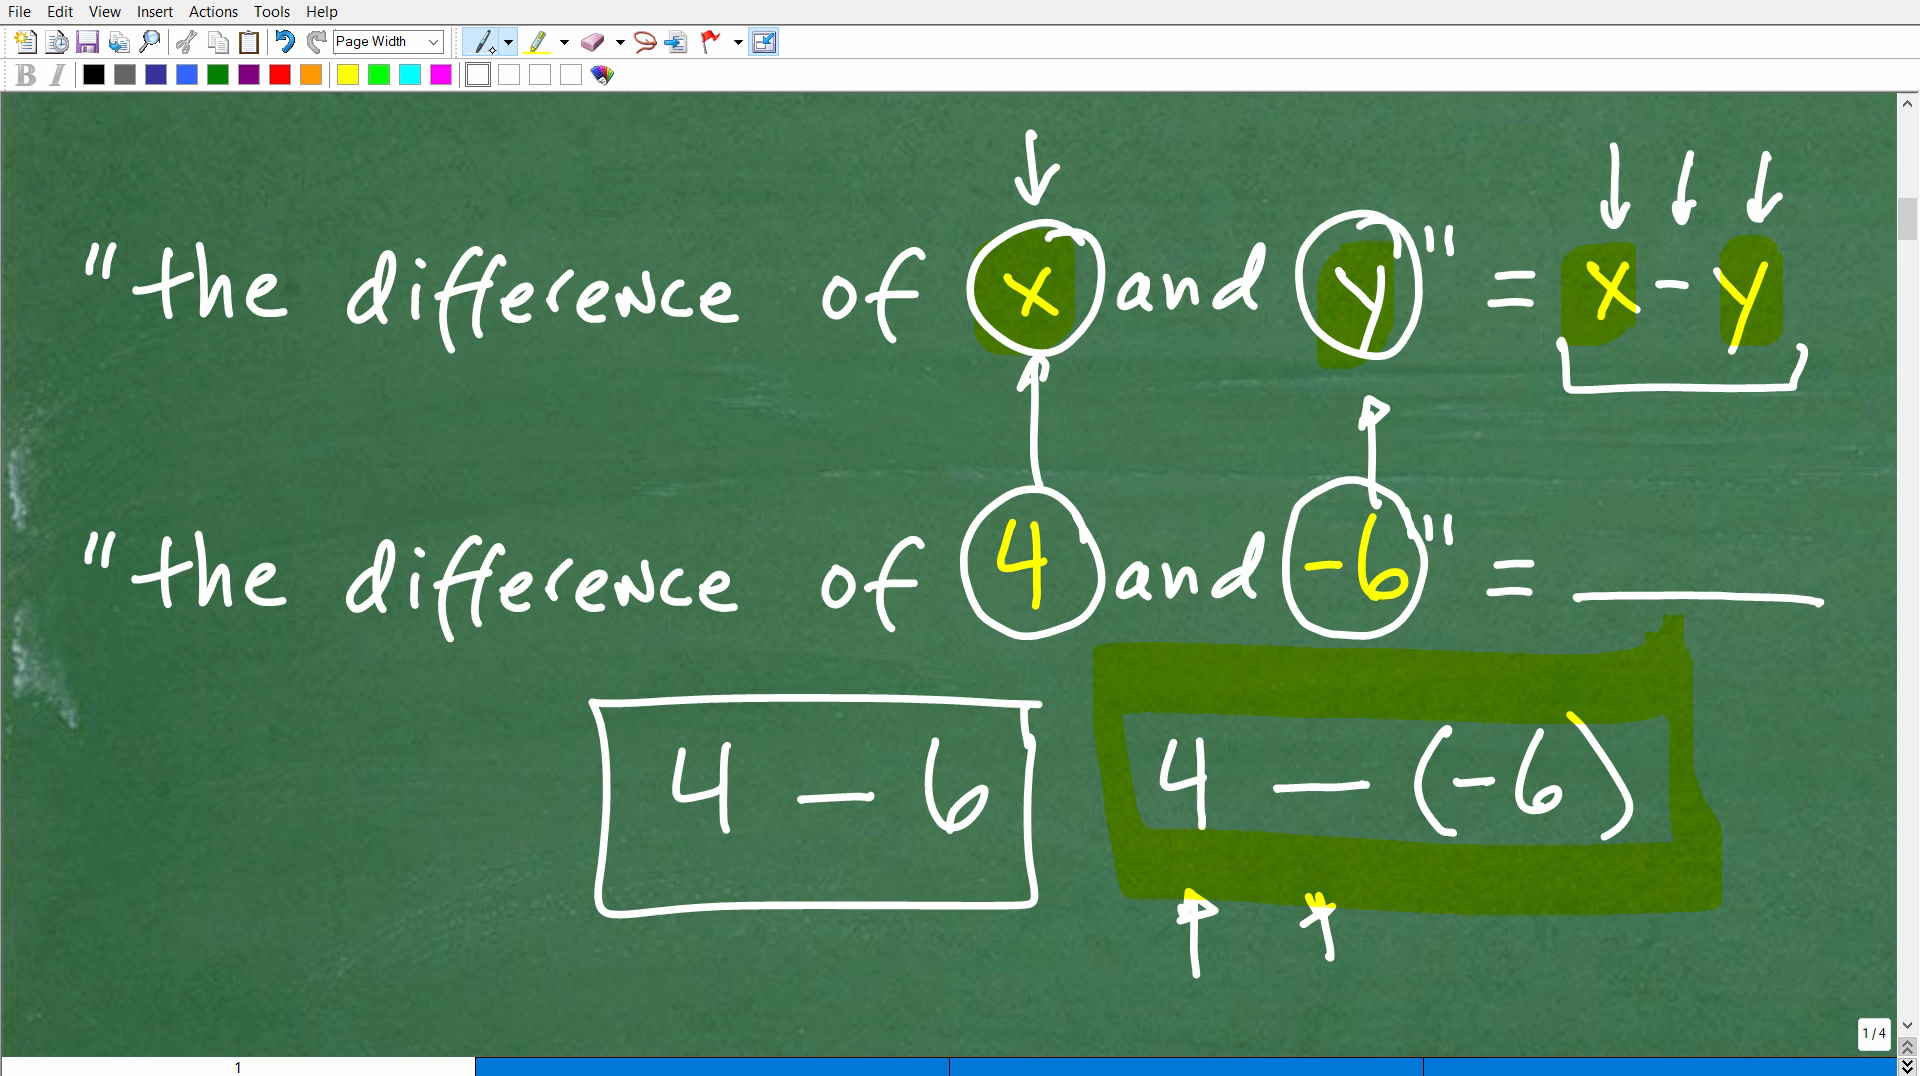 File Edit View Insert Actions Tools Help
Page Width
B I
"the difference of x and y" = x - y
"the difference of 4 and -6" = ______
4 - 6
4 - (-6)
1 / 4
1